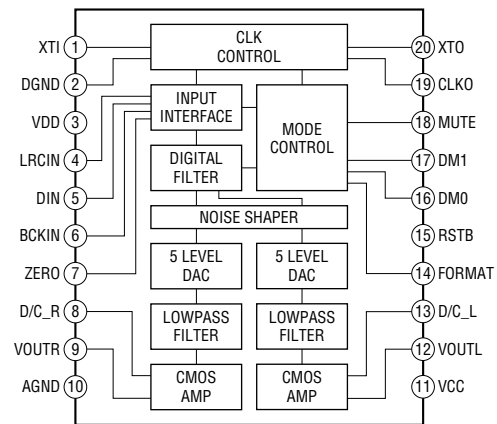 CLK
CONTROL
XTI 1
20 XTO
DGND 2
19 CLKO
INPUT
INTERFACE
VDD 3
18 MUTE
MODE
CONTROL
LRCIN 4
17 DM1
DIGITAL
FILTER
DIN 5
16 DM0
NOISE SHAPER
BCKIN 6
15 RSTB
5 LEVEL
DAC
5 LEVEL
DAC
ZERO 7
14 FORMAT
D/C_R 8
13 D/C_L
LOWPASS
FILTER
LOWPASS
FILTER
VOUTR 9
12 VOUTL
CMOS
AMP
CMOS
AMP
AGND 10
11 VCC